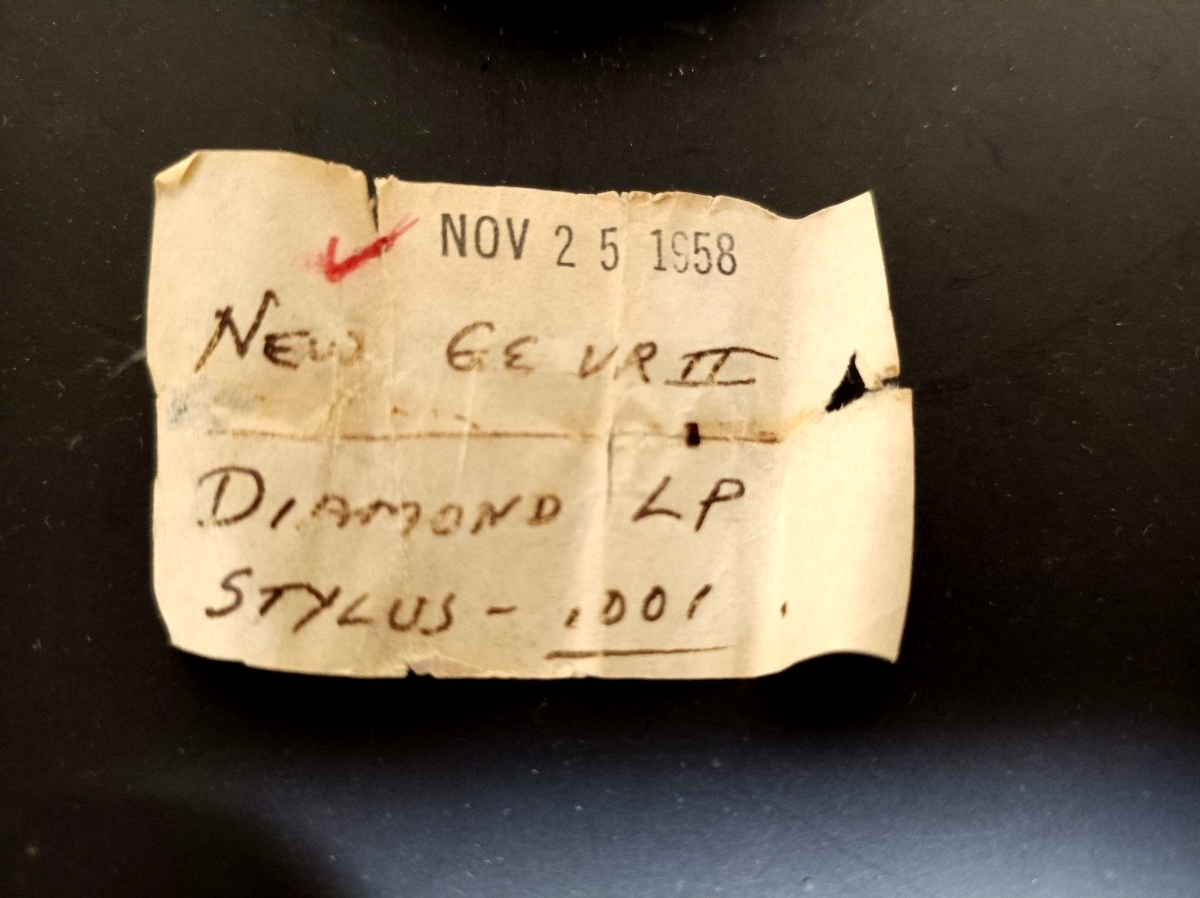 NOV 25 1958
NEW GE VR II
DIAMOND LP
STYLUS - .001 .